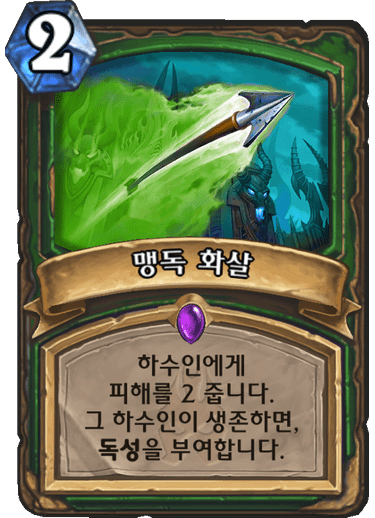 2
맹독 화살
하수인에게
피해를 2 줍니다.
그 하수인이 생존하면,
독성을 부여합니다.